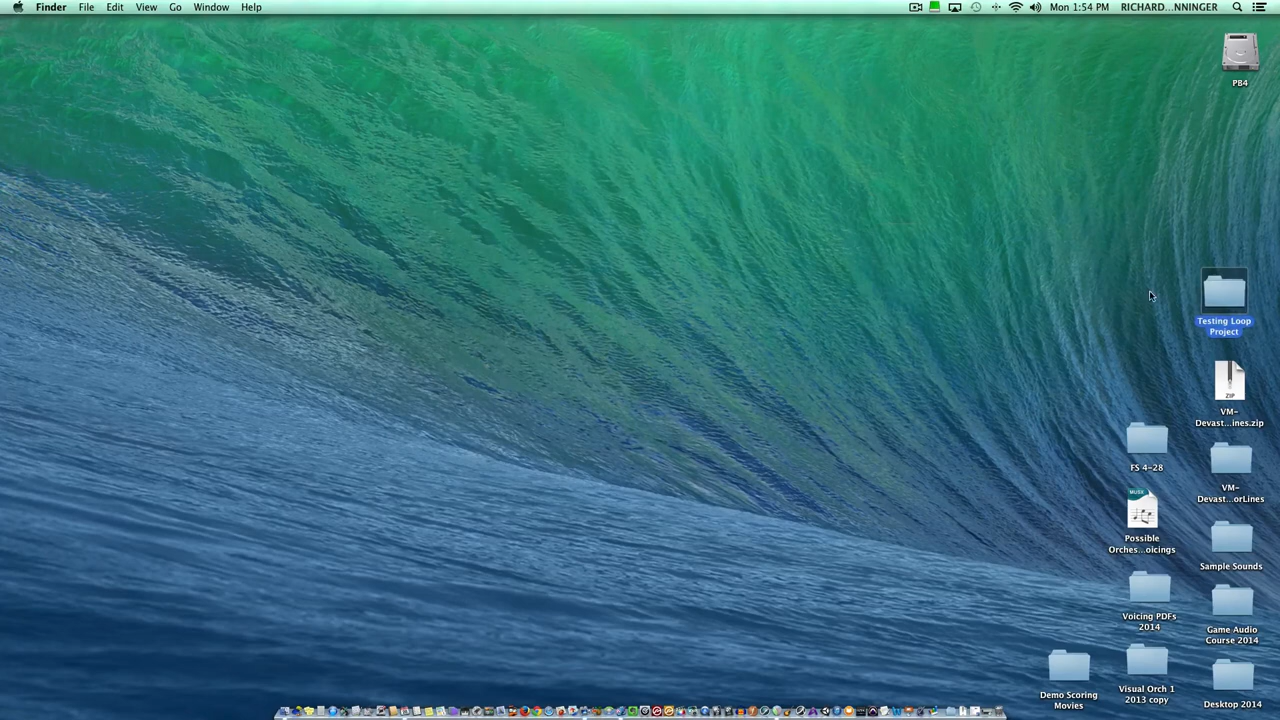 Finder File Edit View Go Window Help
Mon 1:54 PM RICHARD...NNINGER
PB4
Testing Loop
Project
ZIP
VM-
Devast...ines.zip
FS 4-28
VM-
Devast...orLines
MUSE
Possible
Orches...oicings
Sample Sounds
Voicing PDFs
2014
Game Audio
Course 2014
Demo Scoring
Movies
Visual Orch 1
2013 copy
Desktop 2014